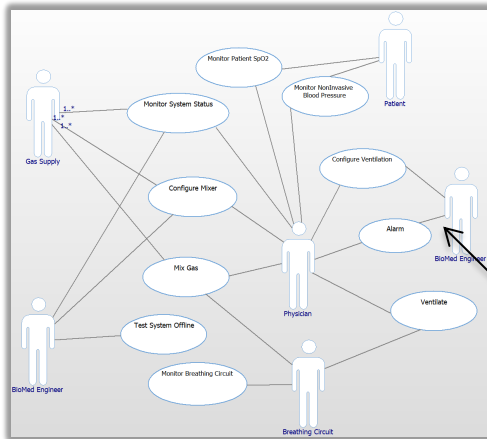 Monitor Patient SpO2
Monitor NonInvasive
Blood Pressure
Patient
Monitor System Status
1..*
1..*
1..*
Gas Supply
Configure Ventilation
Configure Mixer
Alarm
BioMed Engineer
Mix Gas
Physician
Ventilate
Test System Offline
Monitor Breathing Circuit
BioMed Engineer
Breathing Circuit